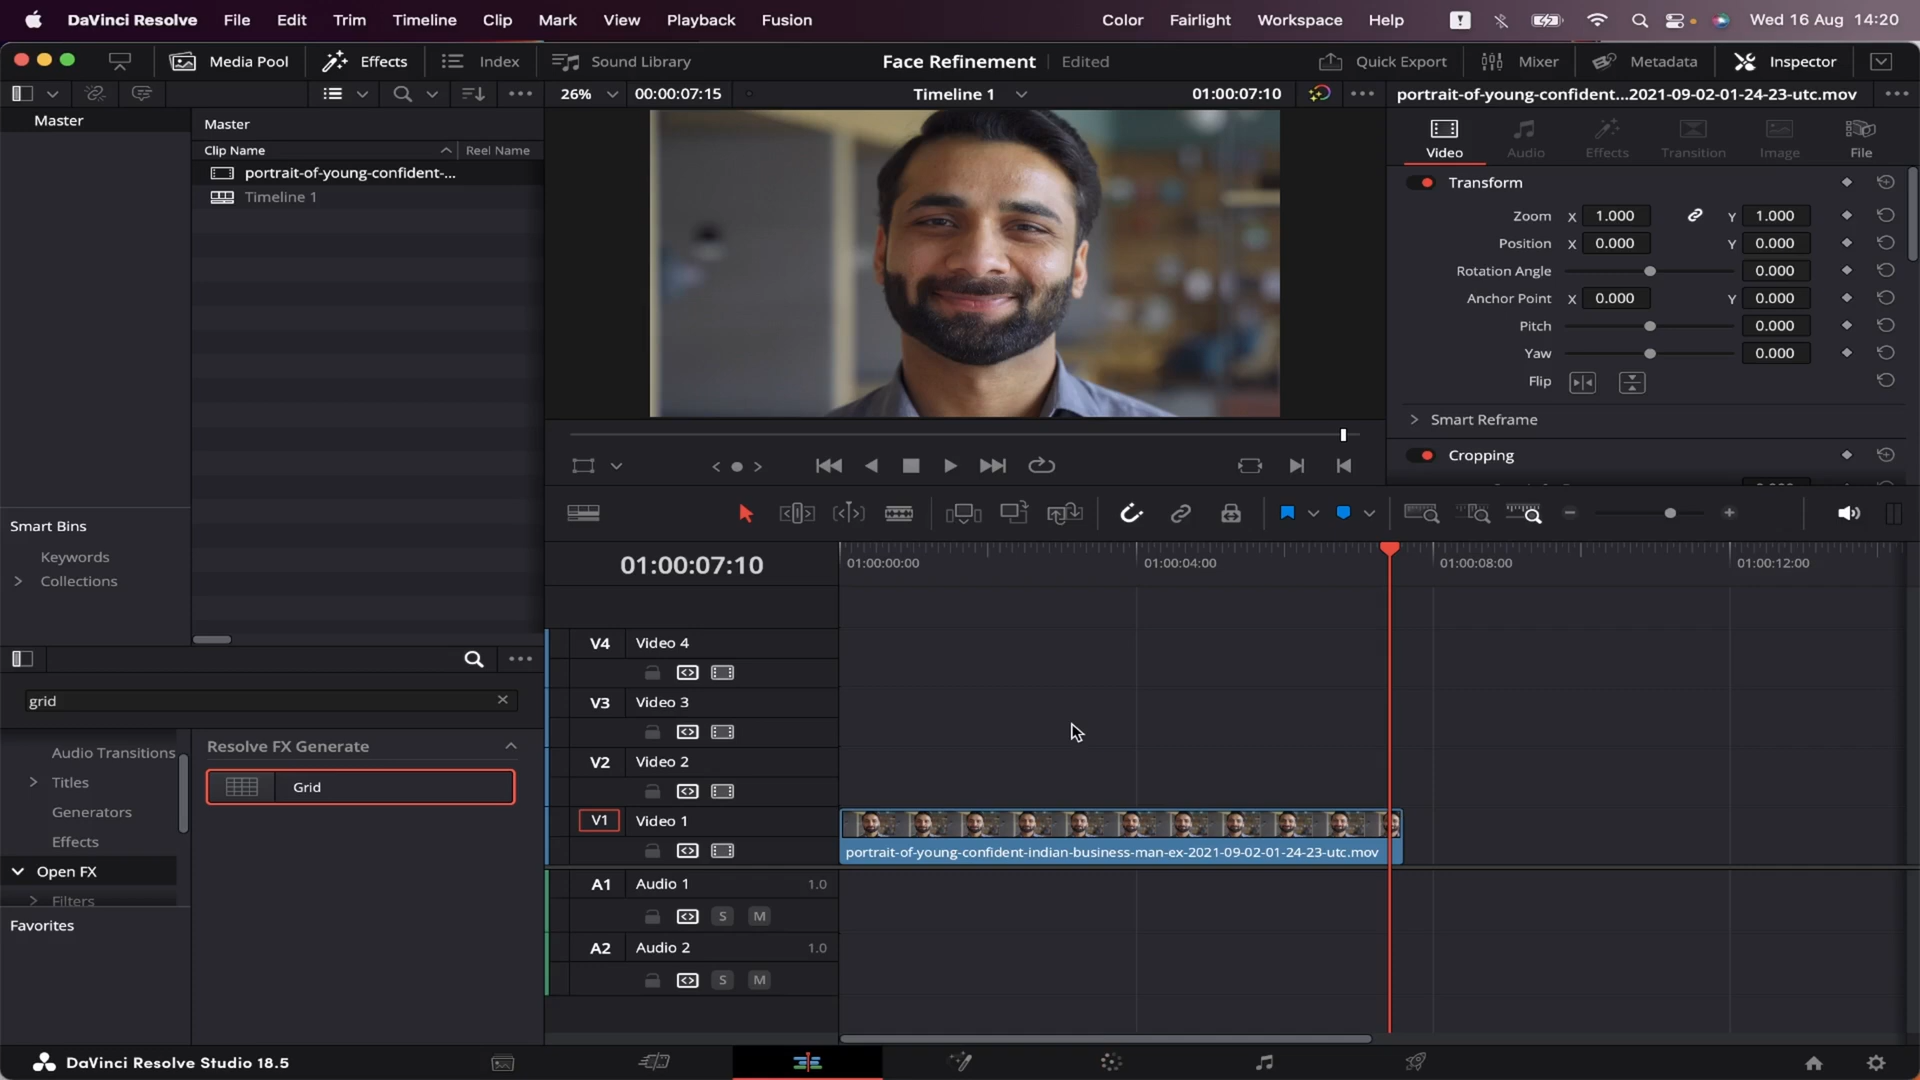 DaVinci Resolve File Edit Trim Timeline Clip Mark View Playback Fusion Color Fairlight Workspace Help Wed 16 Aug 14:20
Media Pool Effects Index Sound Library Face Refinement Edited Quick Export Mixer Metadata Inspector
26% 00:00:07:15 Timeline 1 01:00:07:10 portrait-of-young-confident...2021-09-02-01-24-23-utc.mov
Master
Master
Clip Name Reel Name
portrait-of-young-confident-...
Timeline 1
Smart Bins
Keywords
Collections
grid
Audio Transitions
Titles
Generators
Effects
Open FX
Filters
Favorites
Resolve FX Generate
Grid
Video Audio Effects Transition Image File
Transform
Zoom X 1.000 Y 1.000
Position X 0.000 Y 0.000
Rotation Angle 0.000
Anchor Point X 0.000 Y 0.000
Pitch 0.000
Yaw 0.000
Flip
Smart Reframe
Cropping
01:00:07:10
01:00:00:00 01:00:04:00 01:00:08:00 01:00:12:00
V4 Video 4
V3 Video 3
V2 Video 2
V1 Video 1
portrait-of-young-confident-indian-business-man-ex-2021-09-02-01-24-23-utc.mov
A1 Audio 1 1.0
S M
A2 Audio 2 1.0
S M
DaVinci Resolve Studio 18.5